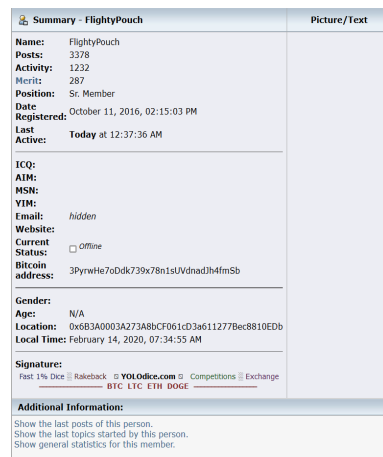 Summary - FlightyPouch
Picture/Text
Name: FlightyPouch
Posts: 3378
Activity: 1232
Merit: 287
Position: Sr. Member
Date
Registered: October 11, 2016, 02:15:03 PM
Last
Active: Today at 12:37:36 AM
ICQ:
AIM:
MSN:
YIM:
Email: hidden
Website:
Current
Status: Offline
Bitcoin
address: 3PyrwHe7oDdk739x78n1sUVdnadJh4fmSb
Gender:
Age: N/A
Location: 0x6B3A0003A273A8bCF061cD3a611277Bec8810EDb
Local Time: February 14, 2020, 07:34:55 AM
Signature:
Fast 1% Dice Rakeback YOLOdice.com Competitions Exchange
BTC LTC ETH DOGE
Additional Information:
Show the last posts of this person.
Show the last topics started by this person.
Show general statistics for this member.